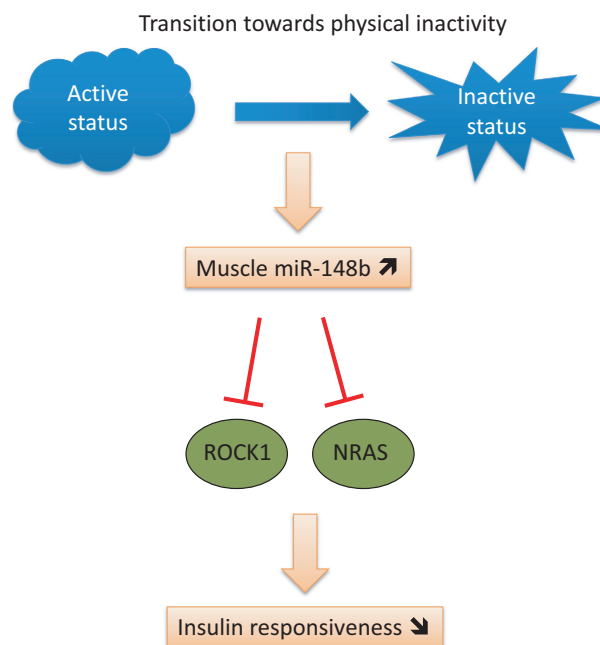 Transition towards physical inactivity
Active
status
Inactive
status
Muscle miR-148b
ROCK1
NRAS
Insulin responsiveness